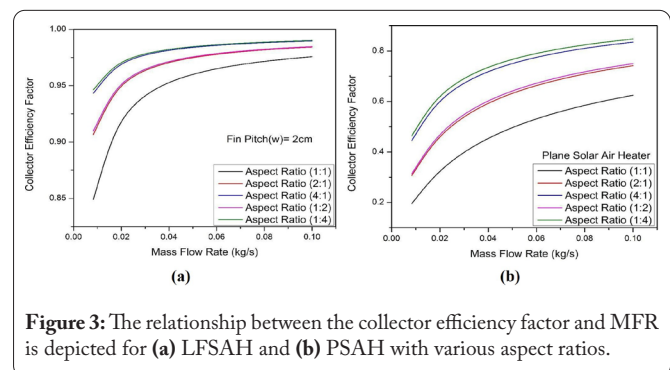 1.00
0.95
0.90
0.85
Collector Efficiency Factor
Fin Pitch(w)= 2cm
Aspect Ratio (1:1)
Aspect Ratio (2:1)
Aspect Ratio (4:1)
Aspect Ratio (1:2)
Aspect Ratio (1:4)
0.00 0.02 0.04 0.06 0.08 0.10
Mass Flow Rate (kg/s)
(a)
0.8
0.6
0.4
0.2
Collector Efficiency Factor
Plane Solar Air Heater
Aspect Ratio (1:1)
Aspect Ratio (2:1)
Aspect Ratio (4:1)
Aspect Ratio (1:2)
Aspect Ratio (1:4)
0.00 0.02 0.04 0.06 0.08 0.10
Mass Flow Rate (kg/s)
(b)
Figure 3: The relationship between the collector efficiency factor and MFR
is depicted for (a) LFSAH and (b) PSAH with various aspect ratios.